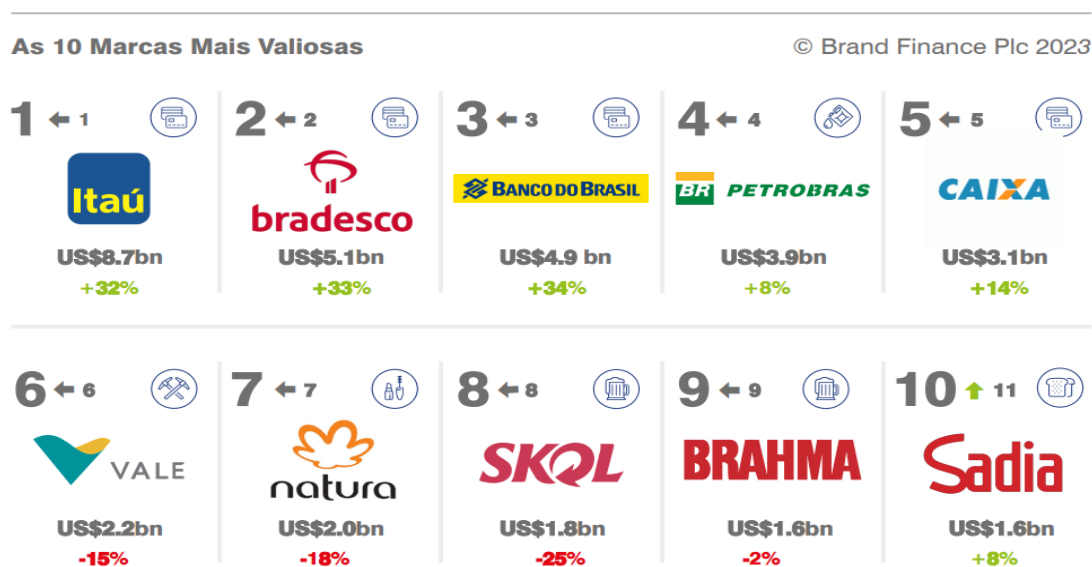 As 10 Marcas Mais Valiosas
© Brand Finance Plc 2023
1 ← 1
Itaú
US$8.7bn
+32%
2 ← 2
bradesco
US$5.1bn
+33%
3 ← 3
BANCO DO BRASIL
US$4.9 bn
+34%
4 ← 4
BR PETROBRAS
US$3.9bn
+8%
5 ← 5
CAIXA
US$3.1bn
+14%
6 ← 6
VALE
US$2.2bn
-15%
7 ← 7
natura
US$2.0bn
-18%
8 ← 8
SKOL
US$1.8bn
-25%
9 ← 9
BRAHMA
US$1.6bn
-2%
10 ↑ 11
Sadia
US$1.6bn
+8%